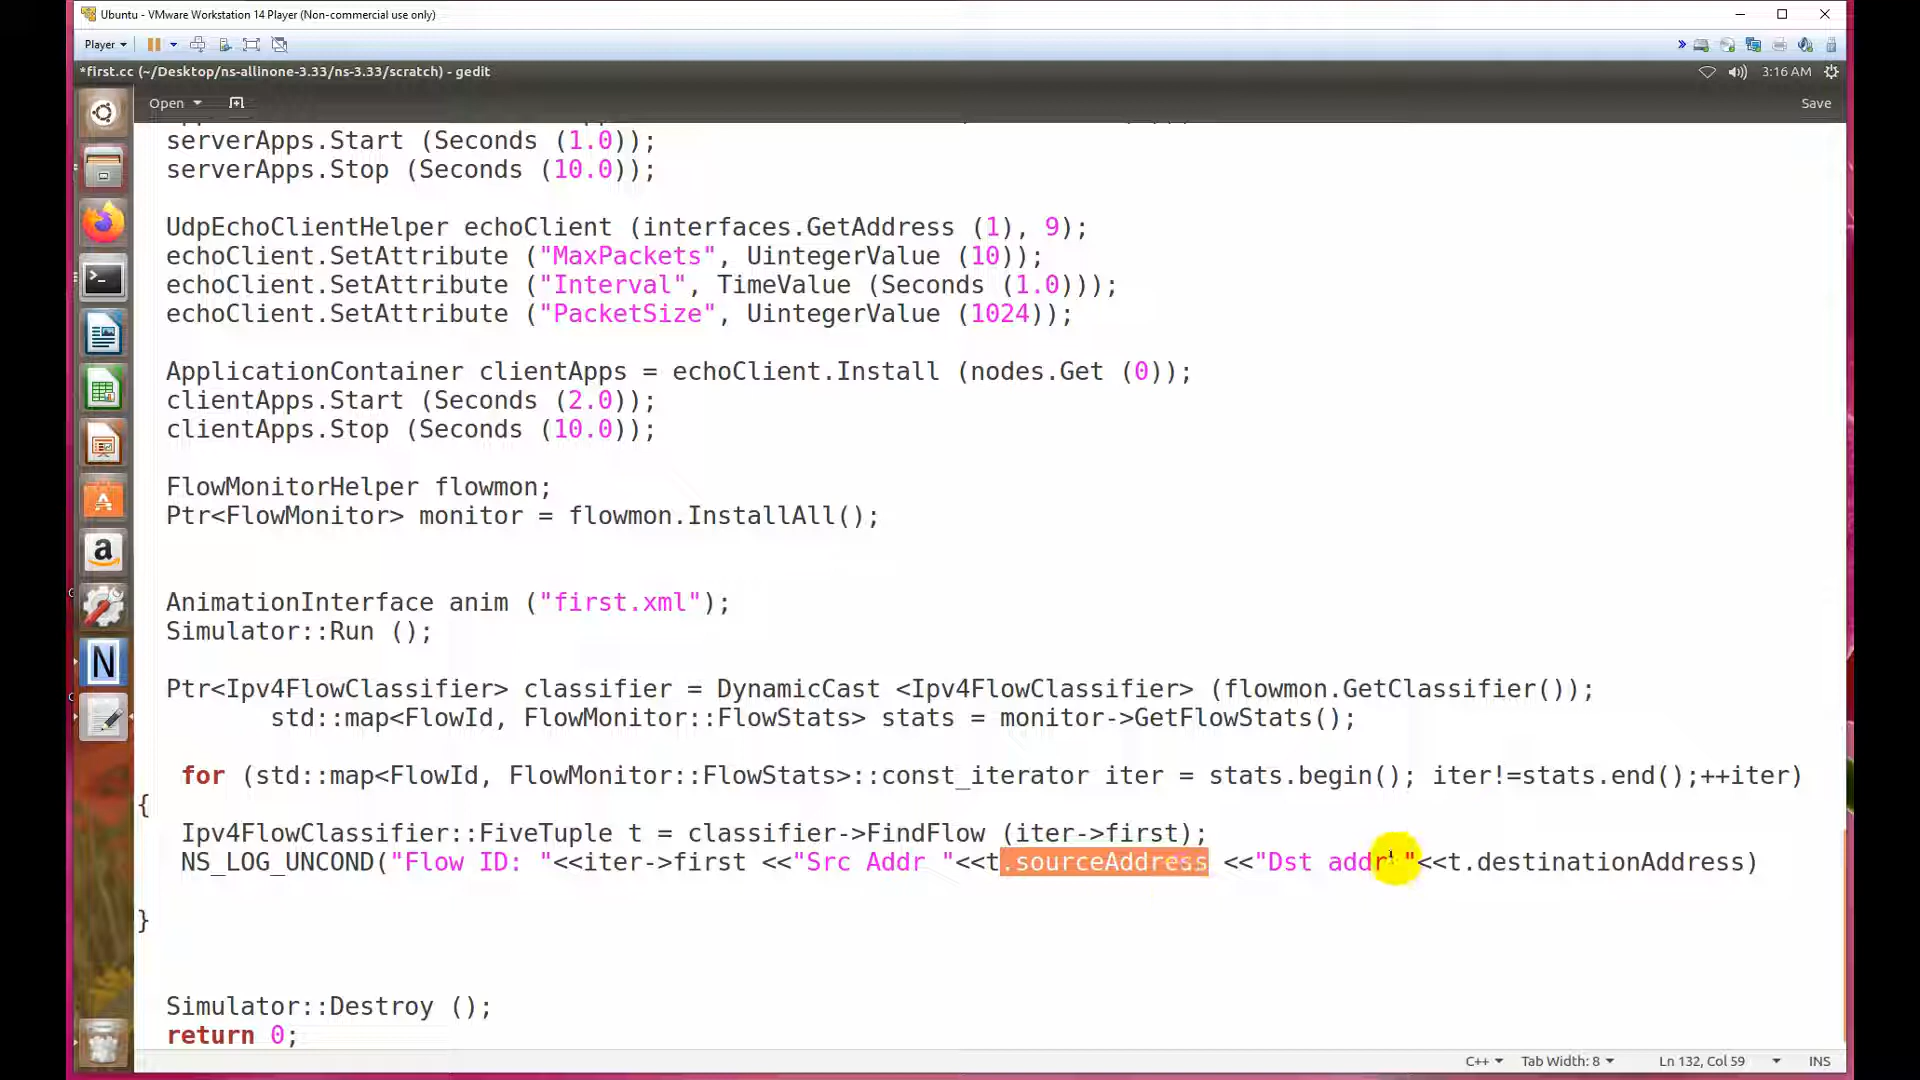 Ubuntu - VMware Workstation 14 Player (Non-commercial use only)
Player
*first.cc (~/Desktop/ns-allinone-3.33/ns-3.33/scratch) - gedit
3:16 AM
Open
Save
serverApps.Start (Seconds (1.0));
serverApps.Stop (Seconds (10.0));
UdpEchoClientHelper echoClient (interfaces.GetAddress (1), 9);
echoClient.SetAttribute ("MaxPackets", UintegerValue (10));
echoClient.SetAttribute ("Interval", TimeValue (Seconds (1.0)));
echoClient.SetAttribute ("PacketSize", UintegerValue (1024));
ApplicationContainer clientApps = echoClient.Install (nodes.Get (0));
clientApps.Start (Seconds (2.0));
clientApps.Stop (Seconds (10.0));
FlowMonitorHelper flowmon;
Ptr<FlowMonitor> monitor = flowmon.InstallAll();
AnimationInterface anim ("first.xml");
Simulator::Run ();
Ptr<Ipv4FlowClassifier> classifier = DynamicCast <Ipv4FlowClassifier> (flowmon.GetClassifier());
std::map<FlowId, FlowMonitor::FlowStats> stats = monitor->GetFlowStats();
for (std::map<FlowId, FlowMonitor::FlowStats>::const_iterator iter = stats.begin(); iter!=stats.end();++iter)
{
Ipv4FlowClassifier::FiveTuple t = classifier->FindFlow (iter->first);
NS_LOG_UNCOND("Flow ID: "<<iter->first <<"Src Addr "<<t.sourceAddress <<"Dst addr "<<t.destinationAddress)
}
Simulator::Destroy ();
return 0;
C++
Tab Width: 8
Ln 132, Col 59
INS